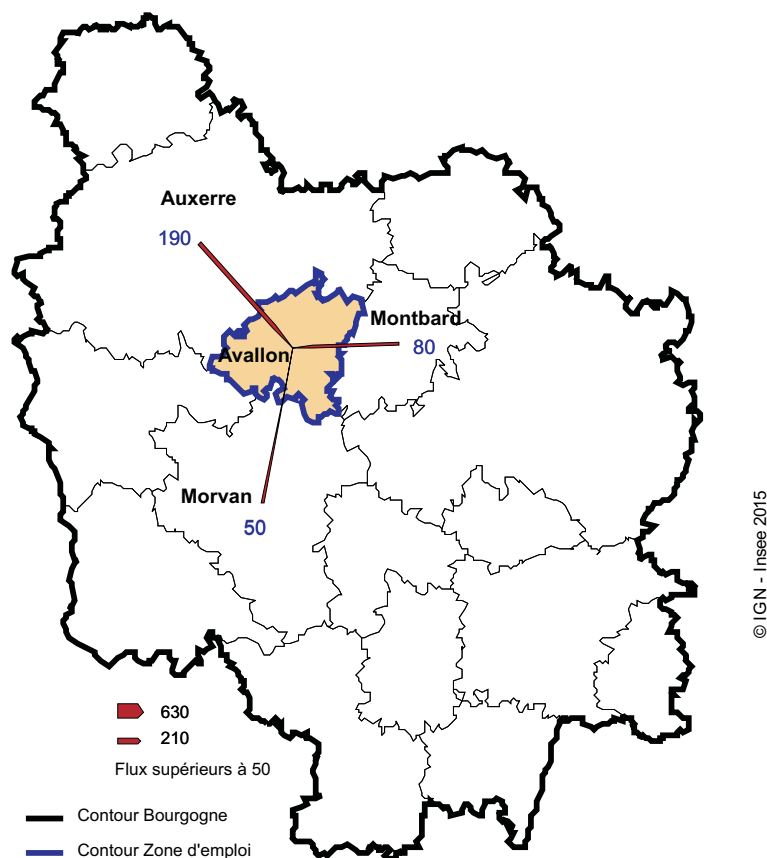 Auxerre
190
Montbard
80
Avallon
Morvan
50
630
210
Flux supérieurs à 50
Contour Bourgogne
Contour Zone d'emploi
© IGN - Insee 2015